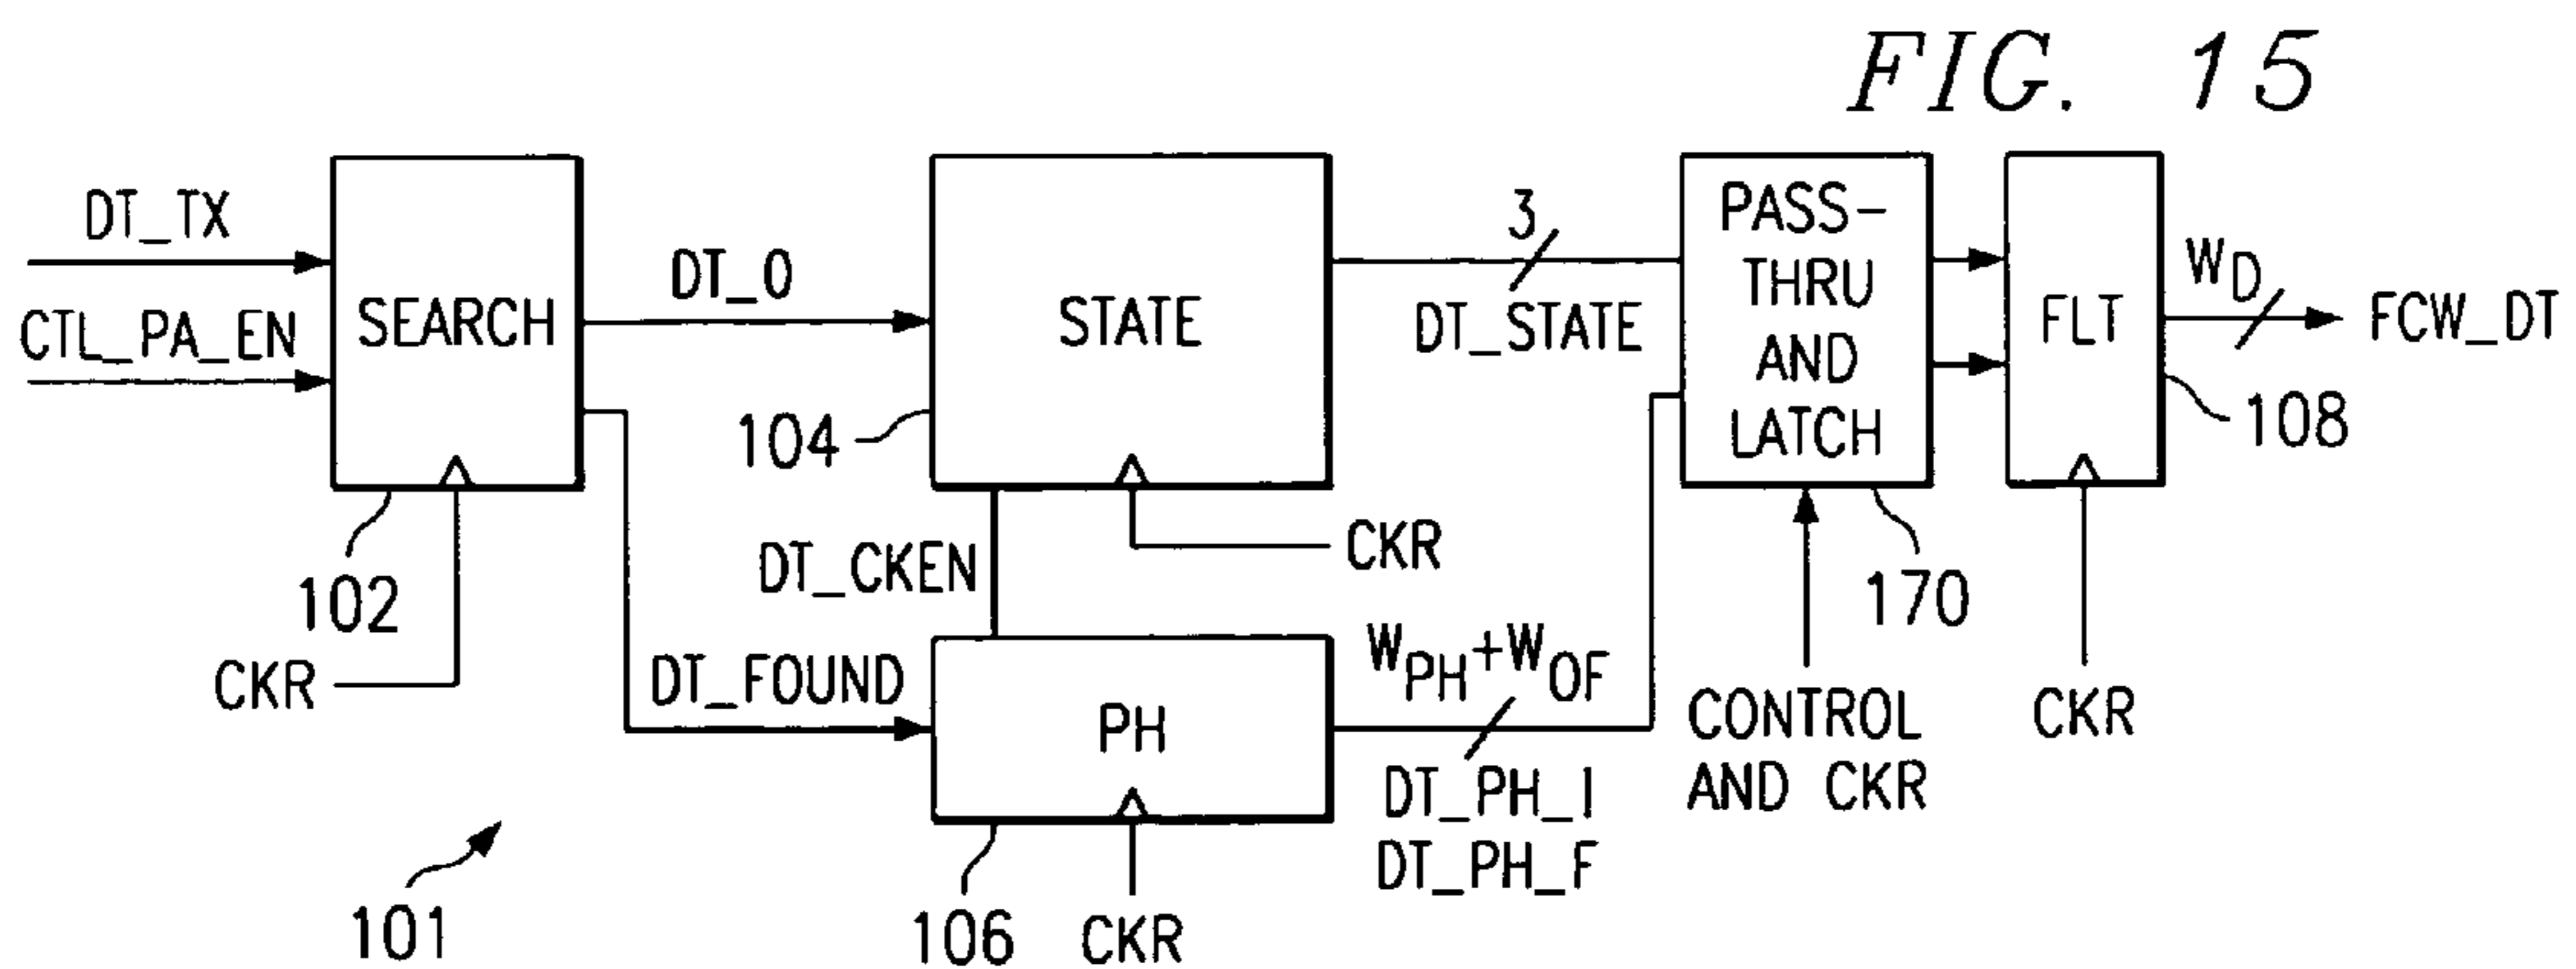 FIG. 15
DT_TX
CTL_PA_EN
SEARCH
102
CKR
DT_0
DT_FOUND
STATE
104
CKR
DT_CKEN
PH
106
CKR
3
DT_STATE
WPH+WOF
DT_PH_I
DT_PH_F
PASS-
THRU
AND
LATCH
170
CONTROL
AND CKR
FLT
108
CKR
WD
FCW_DT
101